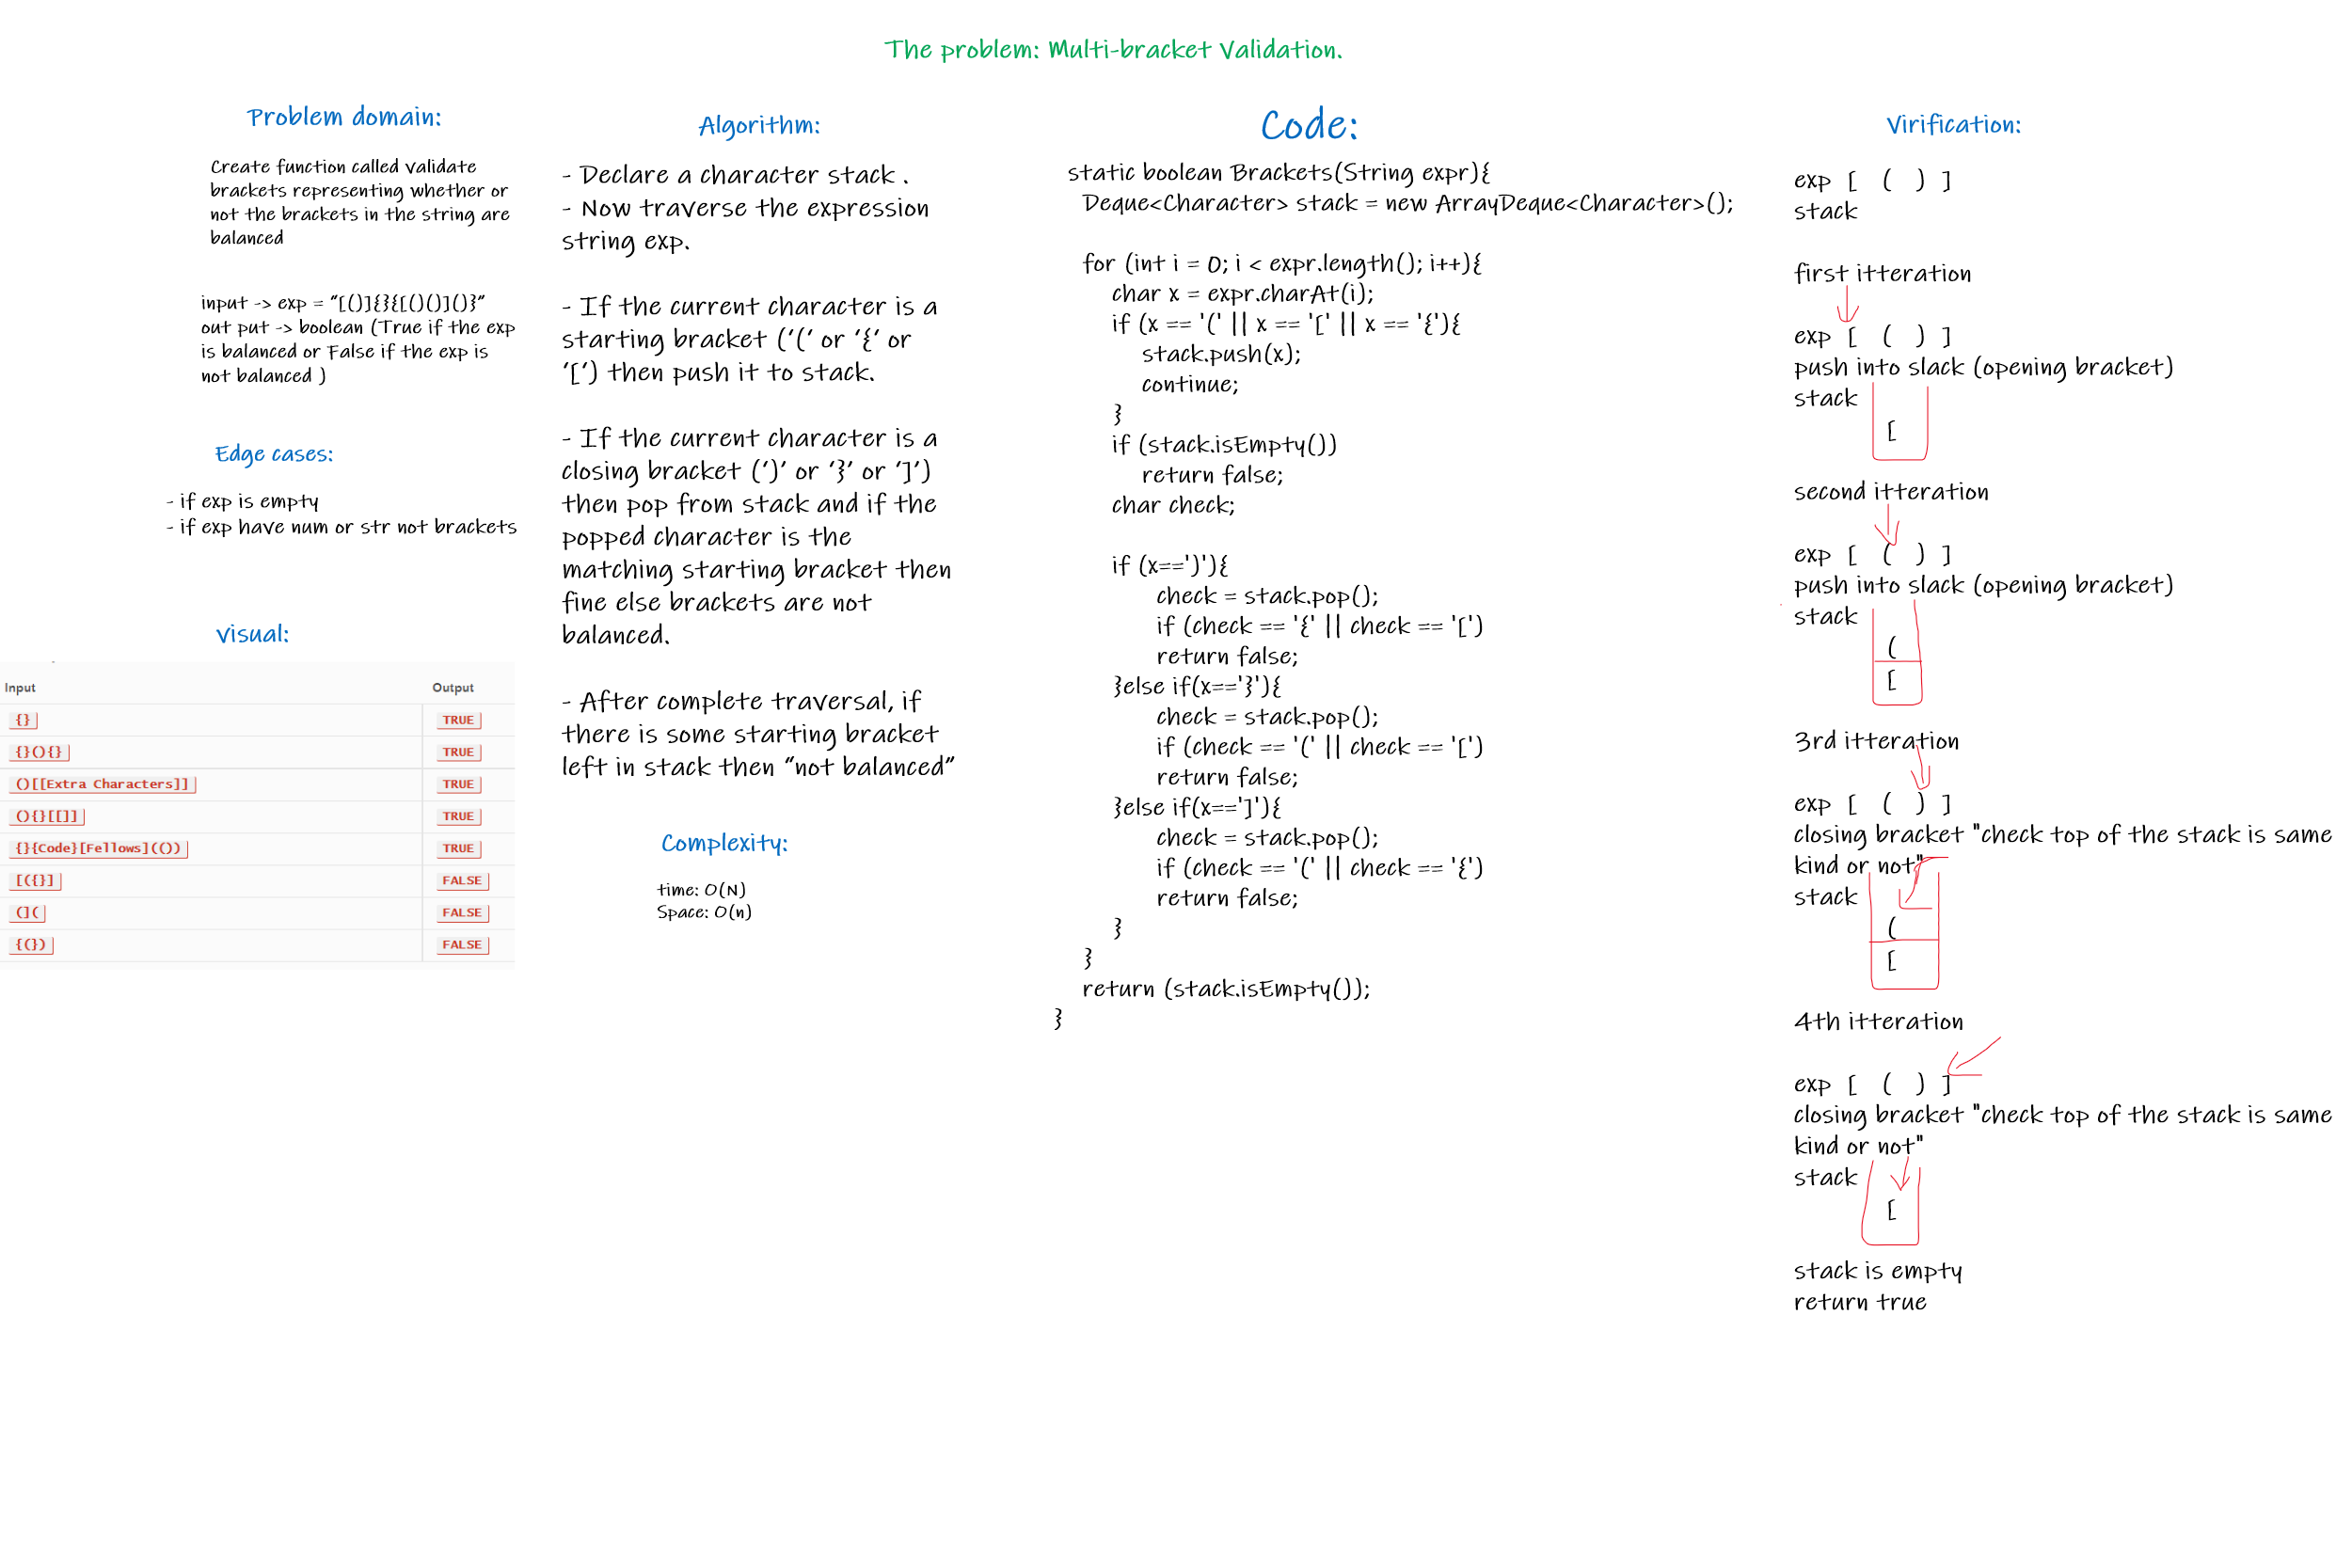 The problem: Multi-bracket Validation.
Problem domain:
Create function called Validate
brackets representing whether or
not the brackets in the string are
balanced
input -> exp = "[()]{}{[()()]()}"
out put -> boolean (True if the exp
is balanced or False if the exp is
not balanced )
Edge cases:
- if exp is empty
- if exp have num or str not brackets
Visual:
Input Output
{} TRUE
{}(){} TRUE
()[[Extra Characters]] TRUE
(){}[[]] TRUE
{}{Code}[Fellows](()) TRUE
[({}] FALSE
(]( FALSE
{(}) FALSE
Algorithm:
- Declare a character stack .
- Now traverse the expression
string exp.
- If the current character is a
starting bracket (‘(‘ or ‘{‘ or
‘[‘) then push it to stack.
- If the current character is a
closing bracket (‘)’ or ‘}’ or ‘]’)
then pop from stack and if the
popped character is the
matching starting bracket then
fine else brackets are not
balanced.
- After complete traversal, if
there is some starting bracket
left in stack then “not balanced”
Complexity:
time: O(N)
Space: O(n)
Code:
static boolean Brackets(String expr){
Deque<Character> stack = new ArrayDeque<Character>();
for (int i = 0; i < expr.length(); i++){
char x = expr.charAt(i);
if (x == '(' || x == '[' || x == '{'){
stack.push(x);
continue;
}
if (stack.isEmpty())
return false;
char check;
if (x==')'){
check = stack.pop();
if (check == '{' || check == '[')
return false;
}else if(x=='}'){
check = stack.pop();
if (check == '(' || check == '[')
return false;
}else if(x==']'){
check = stack.pop();
if (check == '(' || check == '{')
return false;
}
}
return (stack.isEmpty());
}
Virification:
exp [ ( ) ]
stack
first itteration
exp [ ( ) ]
push into slack (opening bracket)
stack
[
second itteration
exp [ ( ) ]
push into slack (opening bracket)
stack
(
[
3rd itteration
exp [ ( ) ]
closing bracket "check top of the stack is same
kind or not"
stack
(
[
4th itteration
exp [ ( ) ]
closing bracket "check top of the stack is same
kind or not"
stack
[
stack is empty
return true